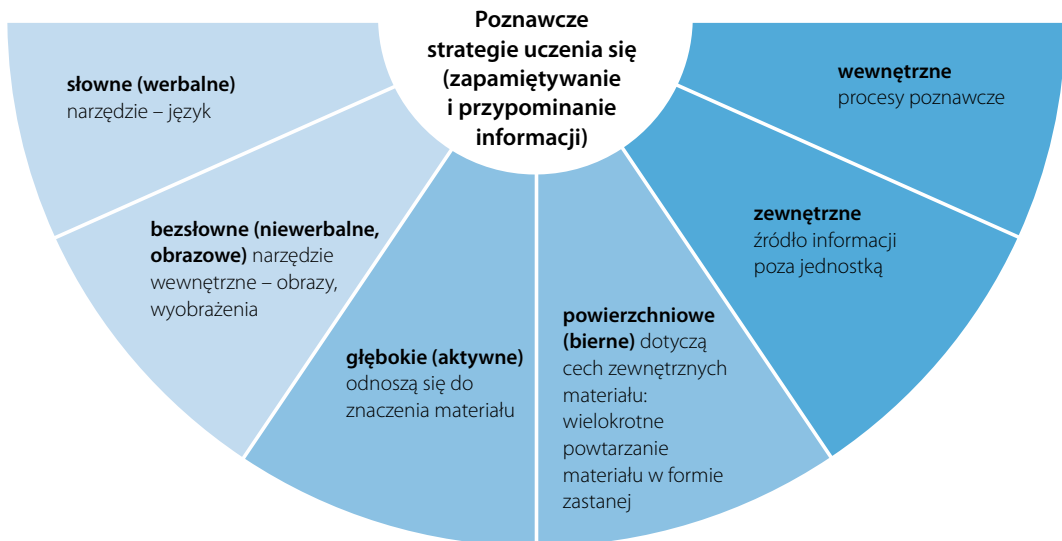 Poznawcze
strategie uczenia się
(zapamiętywanie
i przypominanie
informacji)
słowne (werbalne)
narzędzie – język
bezsłowne (niewerbalne,
obrazowe) narzędzie
wewnętrzne – obrazy,
wyobrażenia
głębokie (aktywne)
odnoszą się do
znaczenia materiału
powierzchniowe
(bierne) dotyczą
cech zewnętrznych
materiału:
wielokrotne
powtarzanie
materiału w formie
zastanej
zewnętrzne
źródło informacji
poza jednostką
wewnętrzne
procesy poznawcze